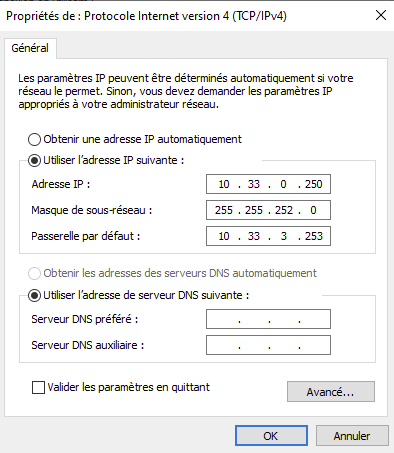 Propriétés de : Protocole Internet version 4 (TCP/IPv4)
Général
Les paramètres IP peuvent être déterminés automatiquement si votre
réseau le permet. Sinon, vous devez demander les paramètres IP
appropriés à votre administrateur réseau.
Obtenir une adresse IP automatiquement
Utiliser l'adresse IP suivante :
Adresse IP : 10 . 33 . 0 . 250
Masque de sous-réseau : 255 . 255 . 252 . 0
Passerelle par défaut : 10 . 33 . 3 . 253
Obtenir les adresses des serveurs DNS automatiquement
Utiliser l'adresse de serveur DNS suivante :
Serveur DNS préféré : . . .
Serveur DNS auxiliaire : . . .
Valider les paramètres en quittant
Avancé...
OK Annuler